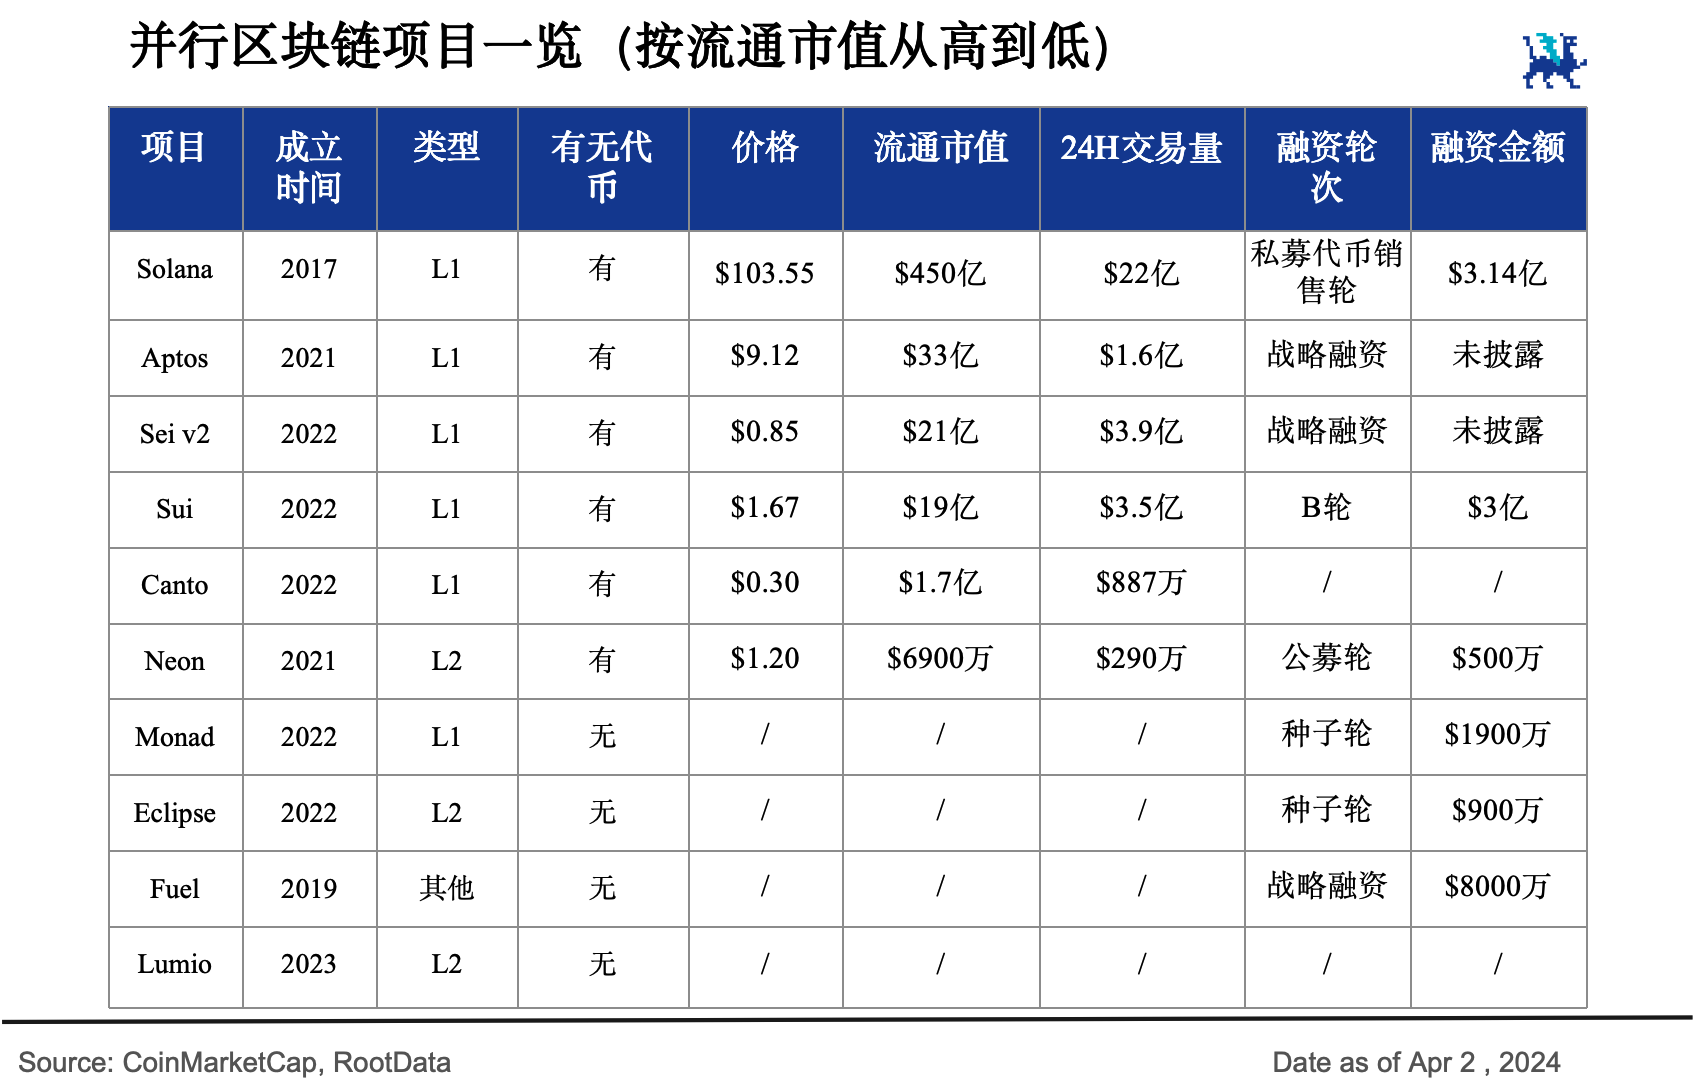 并行区块链项目一览（按流通市值从高到低）
项目 成立时间 类型 有无代币 价格 流通市值 24H交易量 融资轮次 融资金额
Solana 2017 L1 有 $103.55 $450亿 $22亿 私募代币销售轮 $3.14亿
Aptos 2021 L1 有 $9.12 $33亿 $1.6亿 战略融资 未披露
Sei v2 2022 L1 有 $0.85 $21亿 $3.9亿 战略融资 未披露
Sui 2022 L1 有 $1.67 $19亿 $3.5亿 B轮 $3亿
Canto 2022 L1 有 $0.30 $1.7亿 $887万 / /
Neon 2021 L2 有 $1.20 $6900万 $290万 公募轮 $500万
Monad 2022 L1 无 / / / 种子轮 $1900万
Eclipse 2022 L2 无 / / / 种子轮 $900万
Fuel 2019 其他 无 / / / 战略融资 $8000万
Lumio 2023 L2 无 / / / / /
Source: CoinMarketCap, RootData
Date as of Apr 2 , 2024